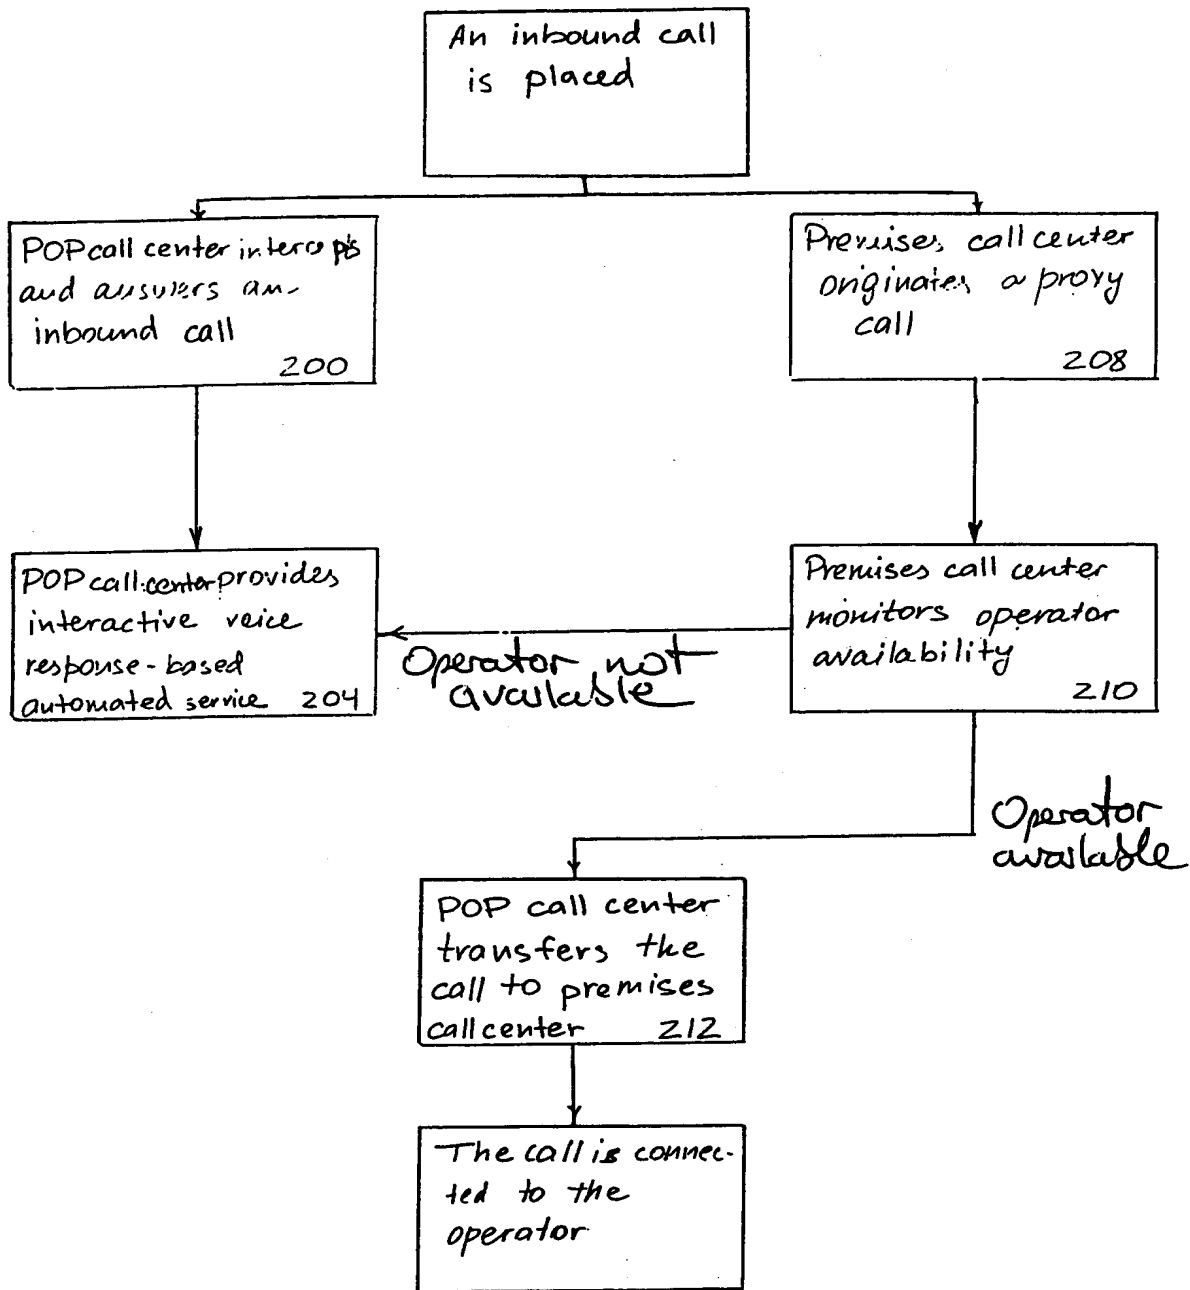 An inbound call
is placed
POP call center intercepts
and answers an
inbound call
200
Premises call center
originates a proxy
call
208
POP call center provides
interactive voice
response-based
automated service 204
Operator not
available
Premises call center
monitors operator
availability
210
Operator
available
POP call center
transfers the
call to premises
call center 212
The call is connec-
ted to the
operator